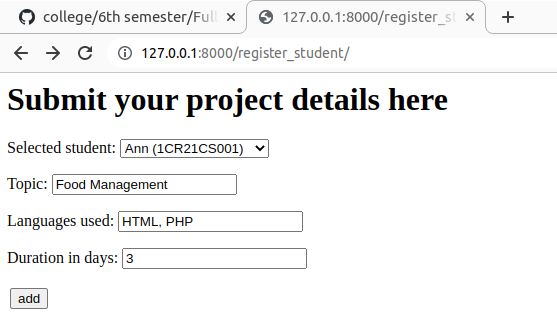 college/6th semester/Full
127.0.0.1:8000/register_st
127.0.0.1:8000/register_student/
Submit your project details here
Selected student: Ann (1CR21CS001)
Topic: Food Management
Languages used: HTML, PHP
Duration in days: 3
add